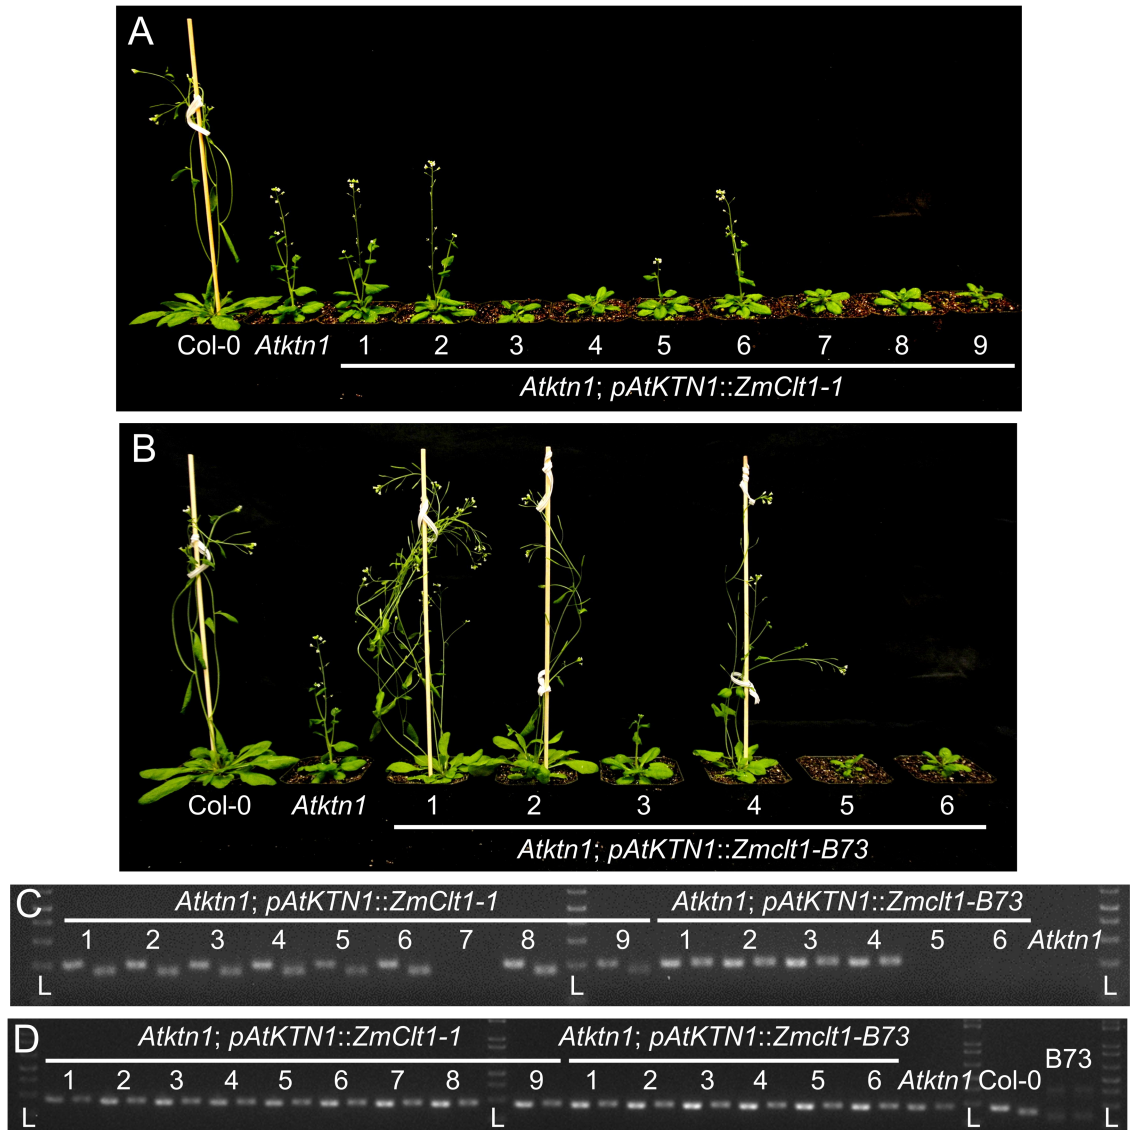 A
Col-0 Atktn1 1 2 3 4 5 6 7 8 9
Atktn1; pAtKTN1::ZmClt1-1
B
Col-0 Atktn1 1 2 3 4 5 6
Atktn1; pAtKTN1::Zmclt1-B73
C
Atktn1; pAtKTN1::ZmClt1-1 Atktn1; pAtKTN1::Zmclt1-B73
1 2 3 4 5 6 7 8 9 1 2 3 4 5 6 Atktn1
L L L
D
Atktn1; pAtKTN1::ZmClt1-1 Atktn1; pAtKTN1::Zmclt1-B73
B73
1 2 3 4 5 6 7 8 9 1 2 3 4 5 6 Atktn1 Col-0
L L L L